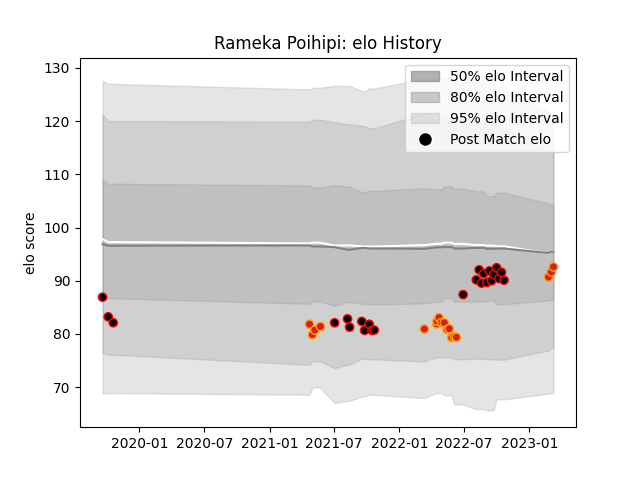 Rameka Poihipi: elo History
130
120
110
100
90
80
70
elo score
50% elo Interval
80% elo Interval
95% elo Interval
Post Match elo
2020-01 2020-07 2021-01 2021-07 2022-01 2022-07 2023-01